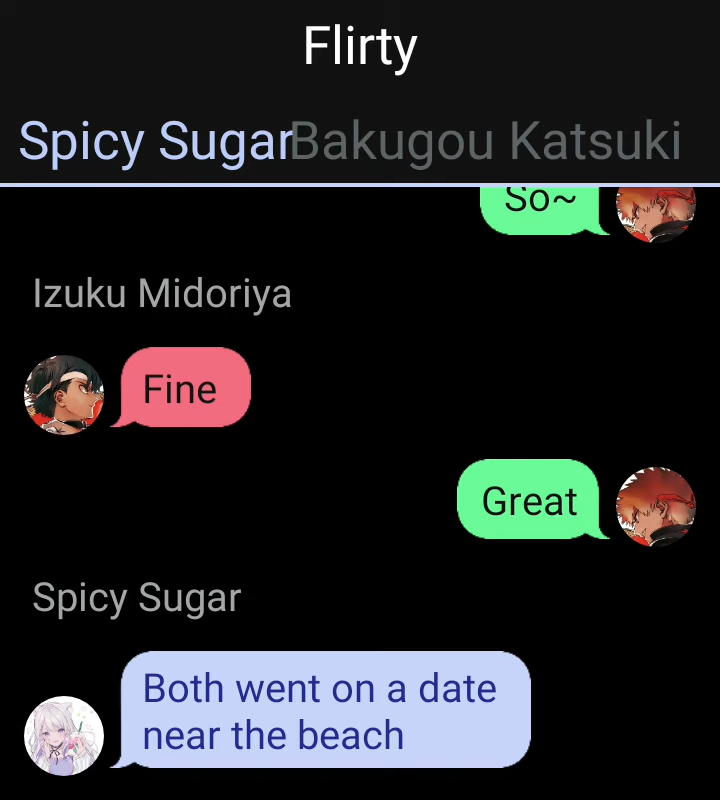 Flirty
Spicy Sugar Bakugou Katsuki
So~
Izuku Midoriya
Fine
Great
Spicy Sugar
Both went on a date
near the beach